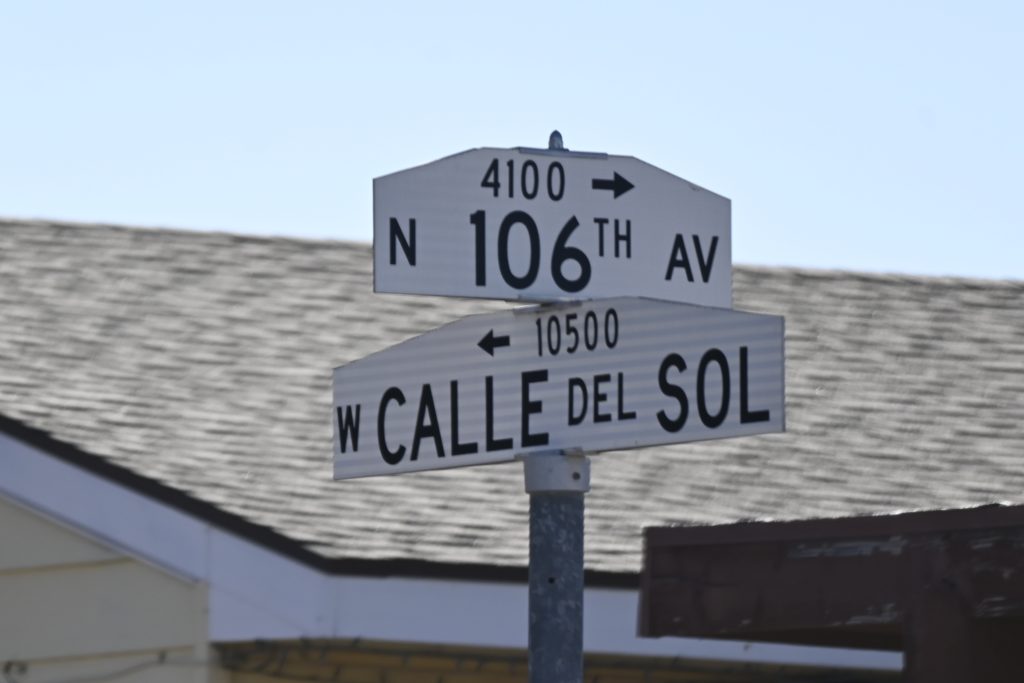 4100 →
N 106TH AV
← 10500
W CALLE DEL SOL